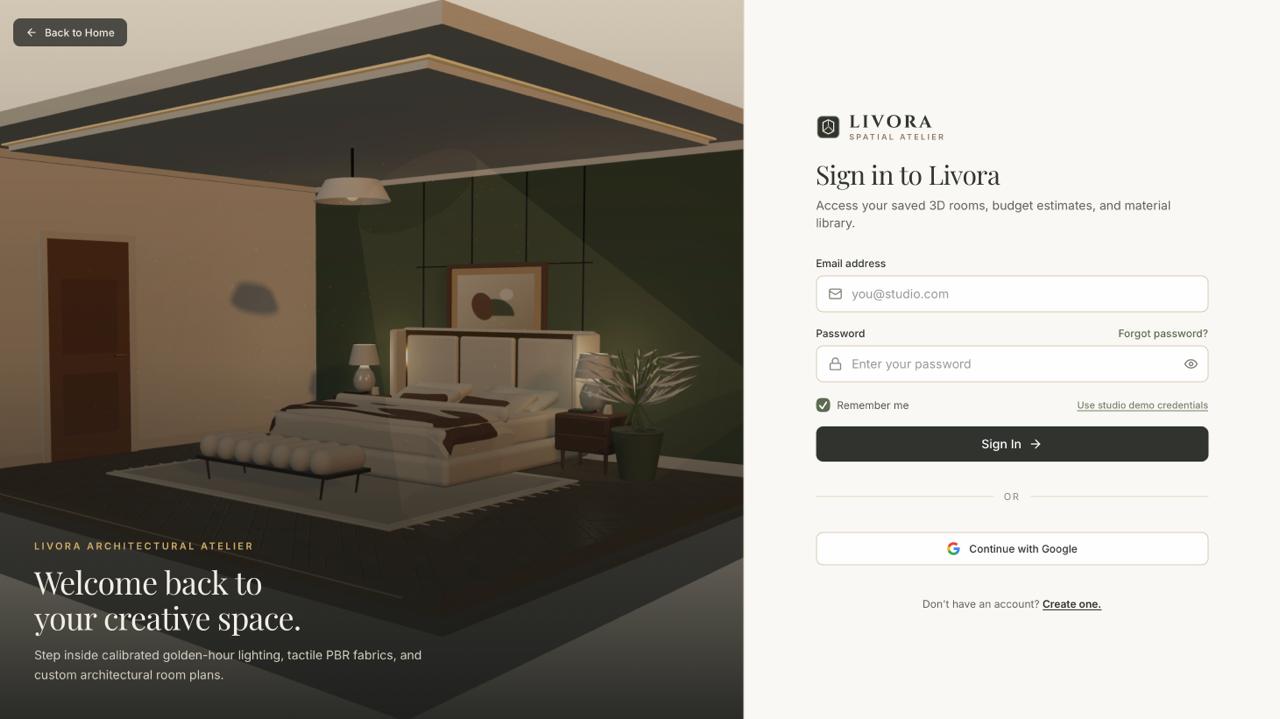 Back to Home
LIVORA ARCHITECTURAL ATELIER
Welcome back to
your creative space.
Step inside calibrated golden-hour lighting, tactile PBR fabrics, and
custom architectural room plans.
LIVORA
SPATIAL ATELIER
Sign in to Livora
Access your saved 3D rooms, budget estimates, and material
library.
Email address
you@studio.com
Password
Forgot password?
Enter your password
Remember me
Use studio demo credentials
Sign In
OR
Continue with Google
Don't have an account? Create one.